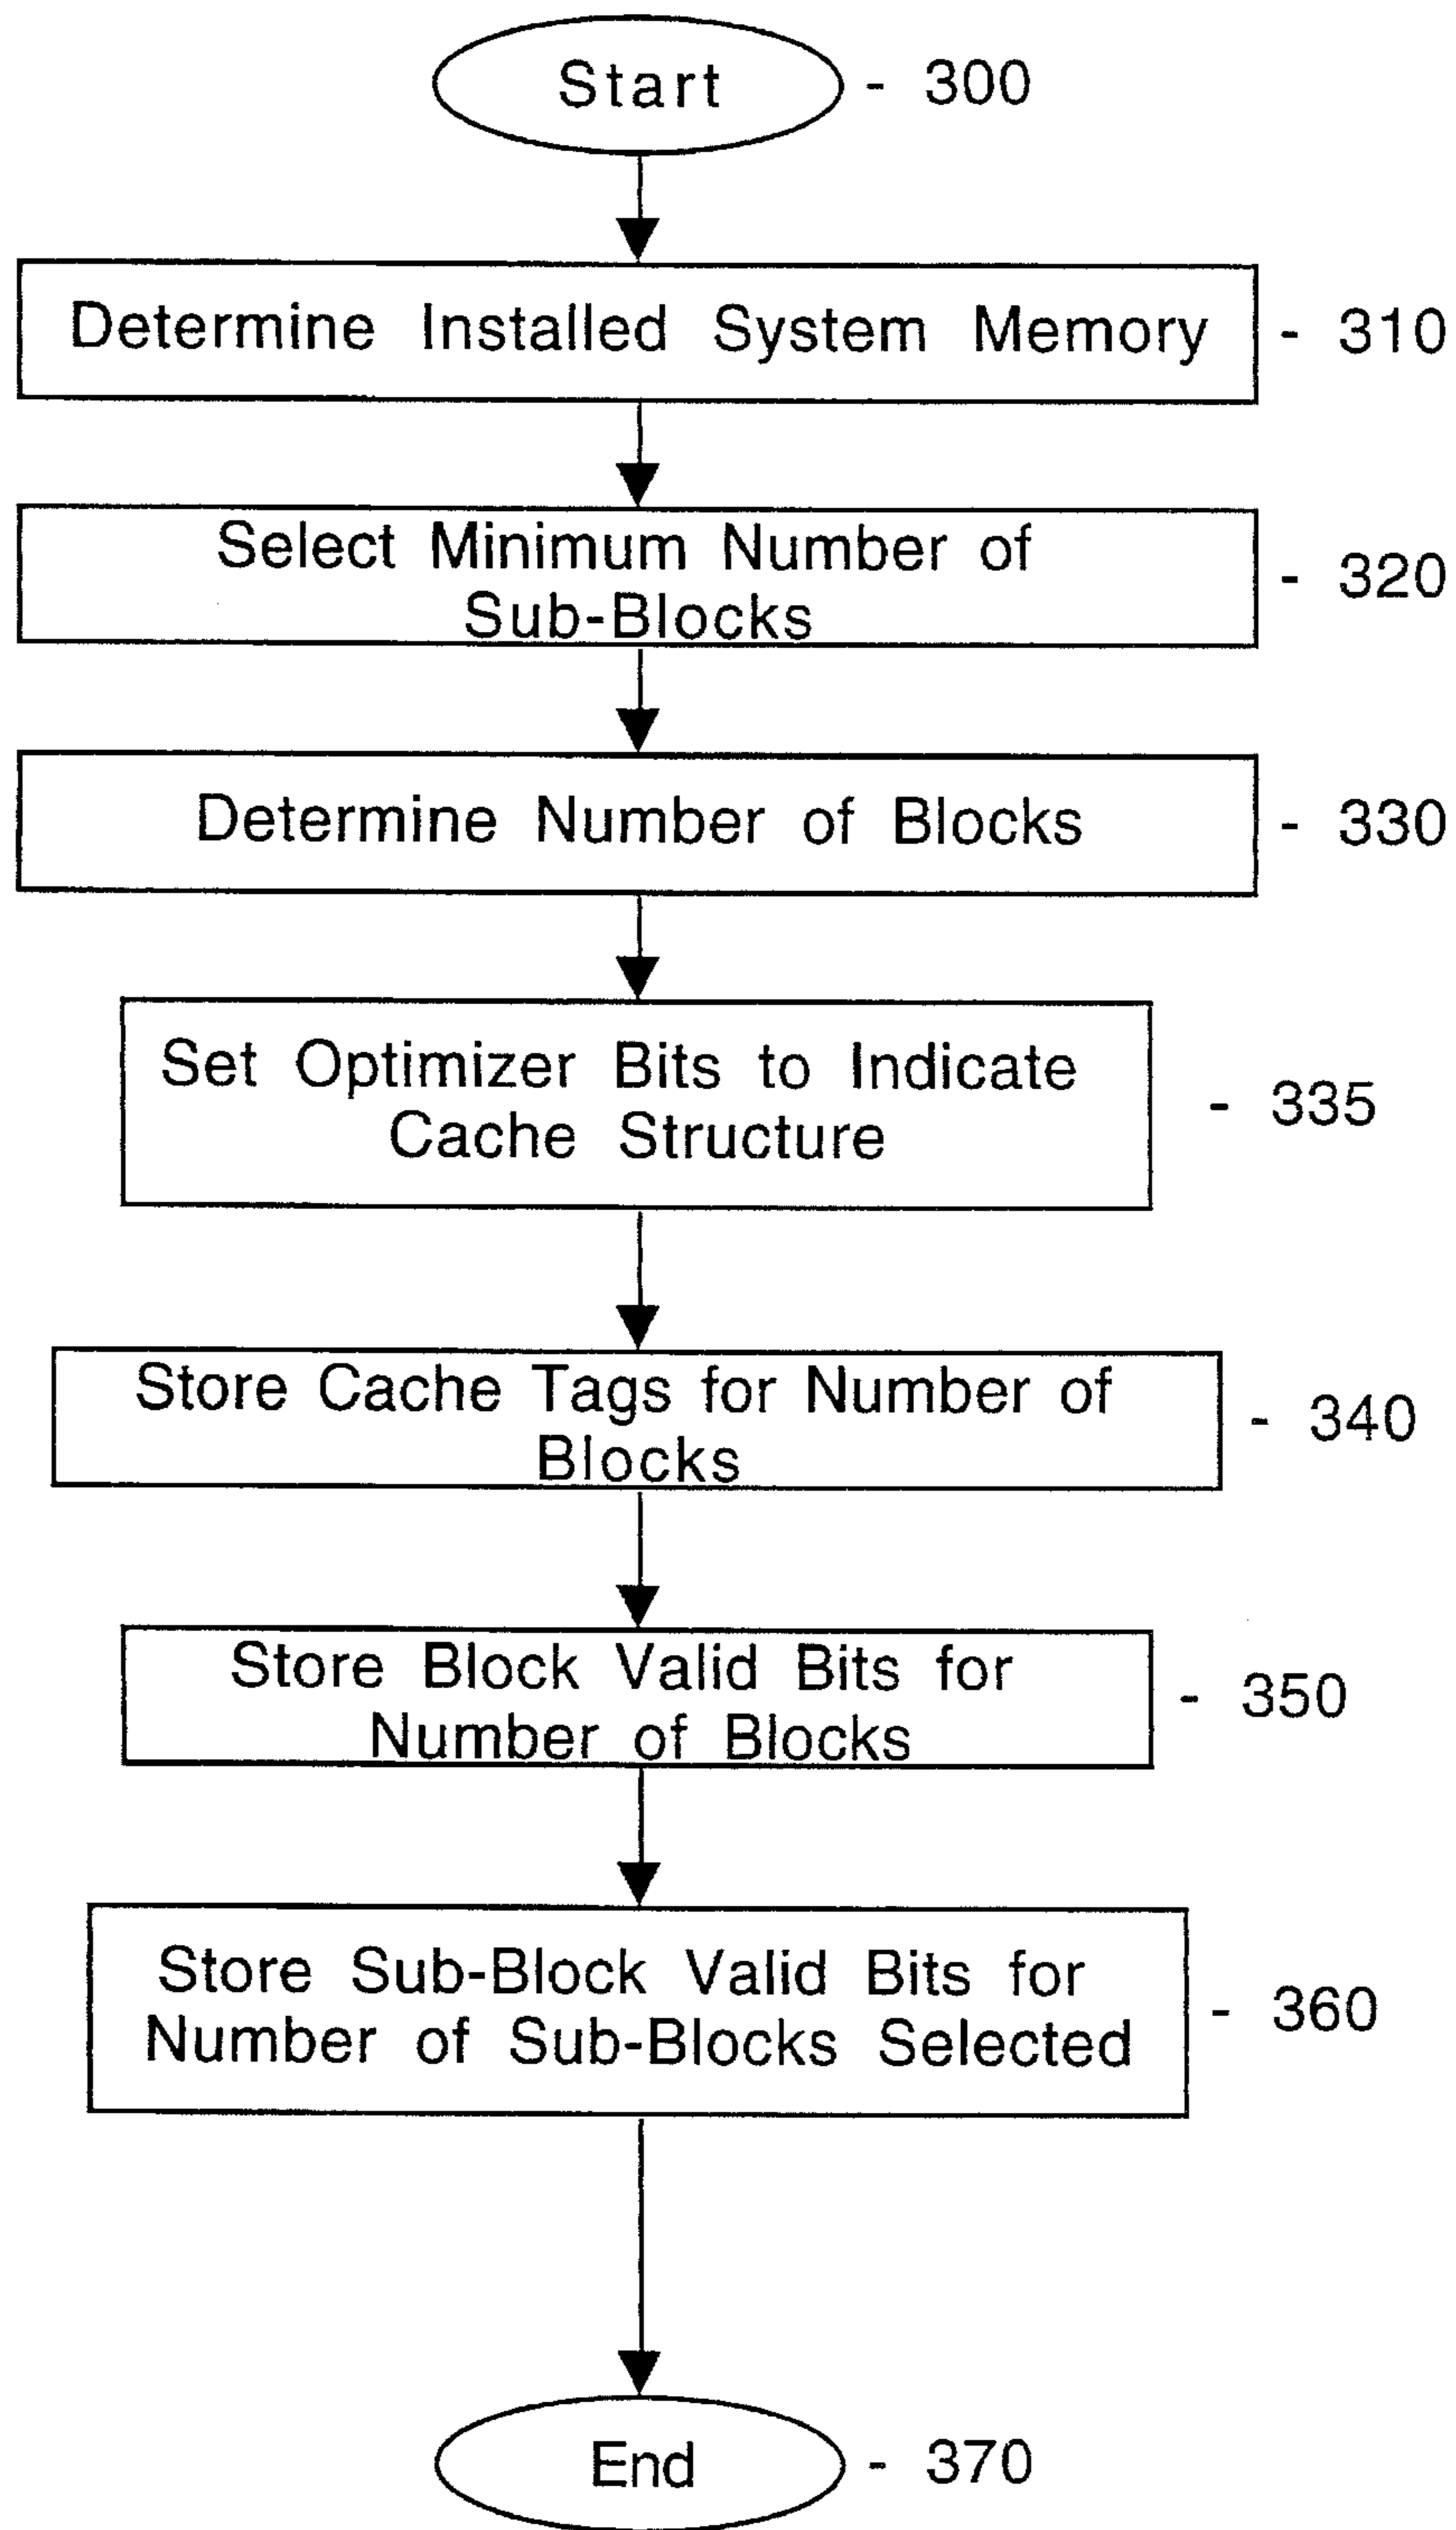 Start - 300
Determine Installed System Memory - 310
Select Minimum Number of
Sub-Blocks - 320
Determine Number of Blocks - 330
Set Optimizer Bits to Indicate
Cache Structure - 335
Store Cache Tags for Number of
Blocks - 340
Store Block Valid Bits for
Number of Blocks - 350
Store Sub-Block Valid Bits for
Number of Sub-Blocks Selected - 360
End - 370